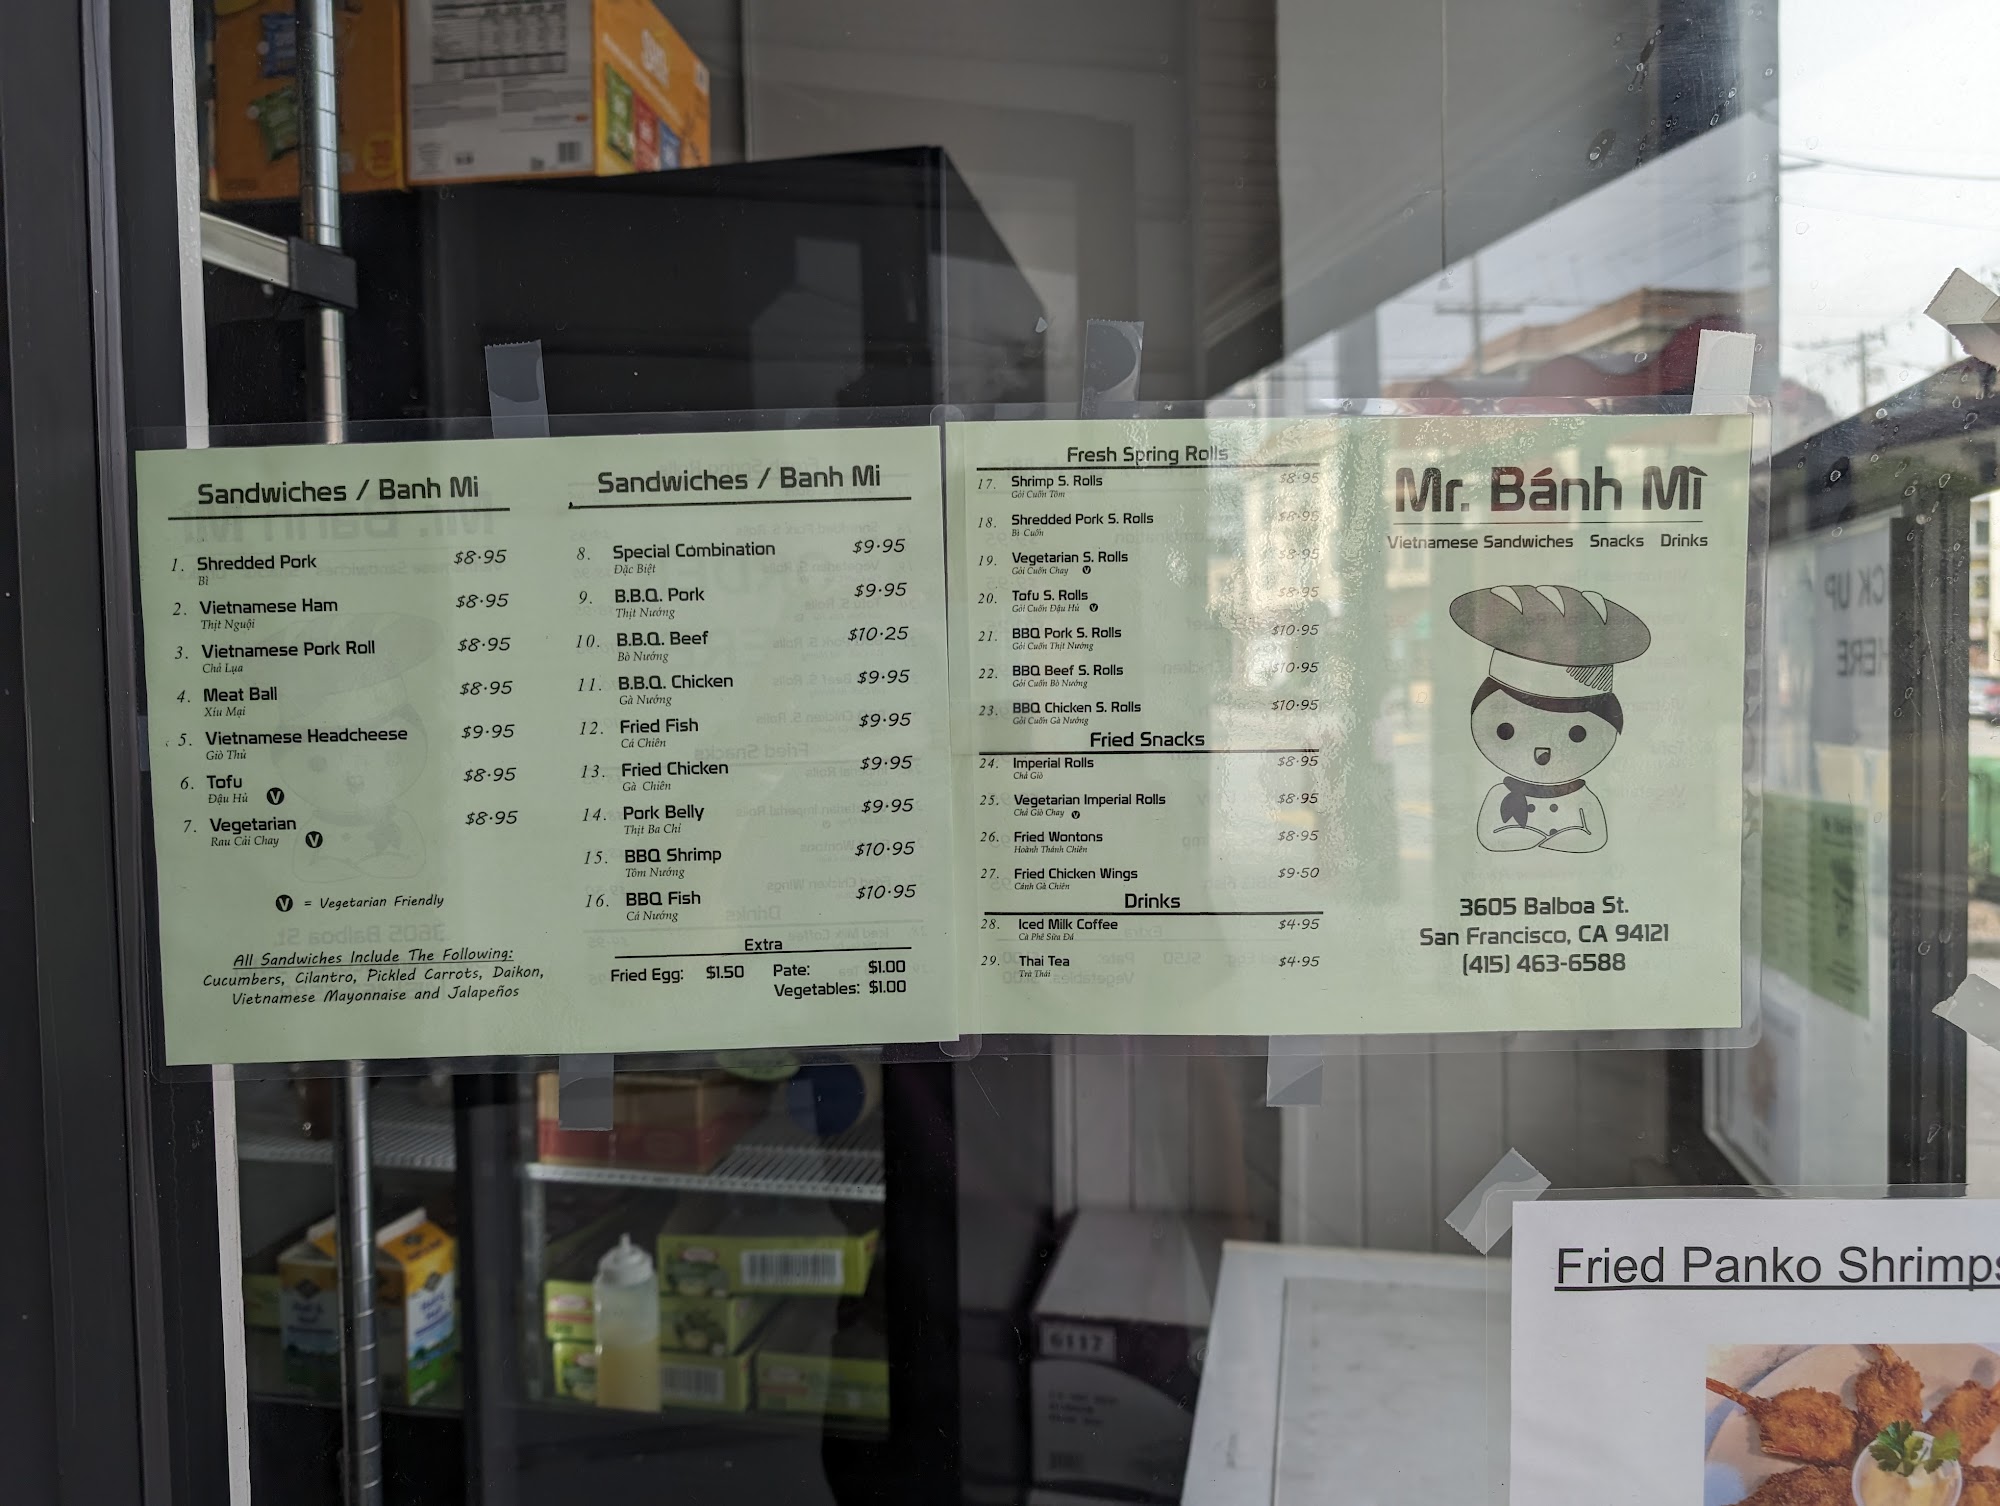 Sandwiches / Banh Mi
1. Shredded Pork $8.95
Bì
2. Vietnamese Ham $8.95
Thịt Nguội
3. Vietnamese Pork Roll $8.95
Chả Lụa
4. Meat Ball $8.95
Xíu Mại
5. Vietnamese Headcheese $9.95
Giò Thủ
6. Tofu $8.95
Đậu Hủ V
7. Vegetarian $8.95
Rau Cải Chay V
V = Vegetarian Friendly
All Sandwiches Include The Following:
Cucumbers, Cilantro, Pickled Carrots, Daikon,
Vietnamese Mayonnaise and Jalapeños
Sandwiches / Banh Mi
8. Special Combination $9.95
Đặc Biệt
9. B.B.Q. Pork $9.95
Thịt Nướng
10. B.B.Q. Beef $10.25
Bò Nướng
11. B.B.Q. Chicken $9.95
Gà Nướng
12. Fried Fish $9.95
Cá Chiên
13. Fried Chicken $9.95
Gà Chiên
14. Pork Belly $9.95
Thịt Ba Chỉ
15. BBQ Shrimp $10.95
Tôm Nướng
16. BBQ Fish $10.95
Cá Nướng
Extra
Fried Egg: $1.50 Pate: $1.00
Vegetables: $1.00
Fresh Spring Rolls
17. Shrimp S. Rolls $8.95
Gỏi Cuốn Tôm
18. Shredded Pork S. Rolls $8.95
Bì Cuốn
19. Vegetarian S. Rolls $8.95
Gỏi Cuốn Chay V
20. Tofu S. Rolls $8.95
Gỏi Cuốn Đậu Hủ V
21. BBQ Pork S. Rolls $10.95
Gỏi Cuốn Thịt Nướng
22. BBQ Beef S. Rolls $10.95
Gỏi Cuốn Bò Nướng
23. BBQ Chicken S. Rolls $10.95
Gỏi Cuốn Gà Nướng
Fried Snacks
24. Imperial Rolls $8.95
Chả Giò
25. Vegetarian Imperial Rolls $8.95
Chả Giò Chay V
26. Fried Wontons $8.95
Hoành Thánh Chiên
27. Fried Chicken Wings $9.50
Cánh Gà Chiên
Drinks
28. Iced Milk Coffee $4.95
Cà Phê Sữa Đá
29. Thai Tea $4.95
Trà Thái
Mr. Bánh Mì
Vietnamese Sandwiches Snacks Drinks
3605 Balboa St.
San Francisco, CA 94121
(415) 463-6588
CK UP
HERE
6117
Fried Panko Shrimps